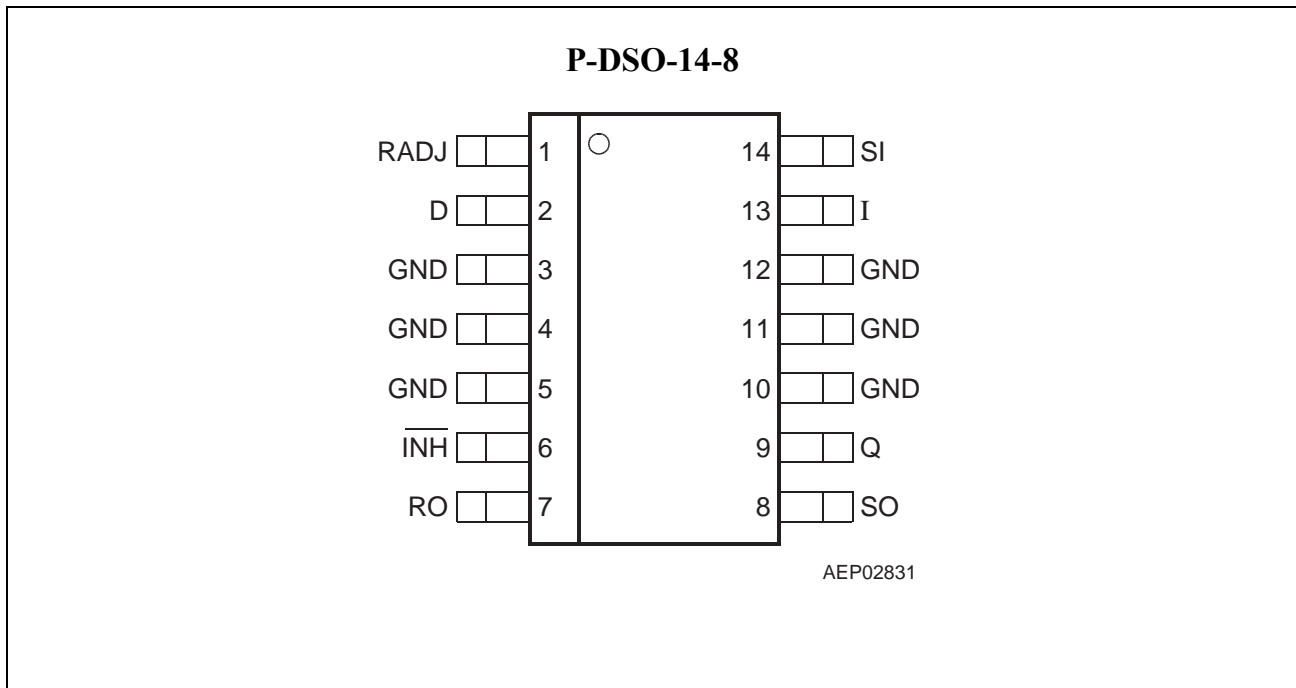 P-DSO-14-8
RADJ 1 14 SI
D 2 13 I
GND 3 12 GND
GND 4 11 GND
GND 5 10 GND
I̅N̅H̅ 6 9 Q
RO 7 8 SO
AEP02831